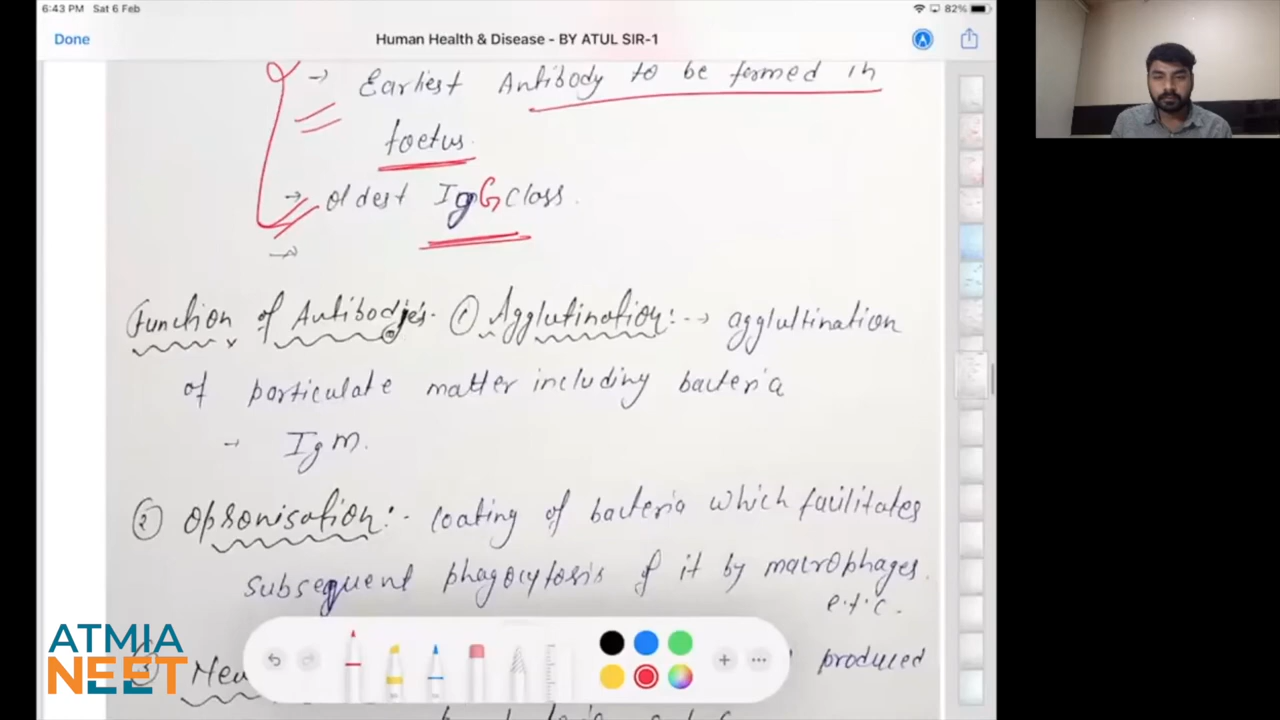 6:43 PM Sat 6 Feb
82%
Done
Human Health & Disease - BY ATUL SIR-1
→ Earliest Antibody to be formed in
foetus.
→ Oldest IgG class.
→
Function of Antibodies. ① Agglutination: → agglultination
of particulate matter including bacteria
→ IgM.
② Opsonisation:- coating of bacteria which facilitates
subsequent phagocytosis of it by macrophages.
e.t.c.
③ produced
ATMIA
NEET